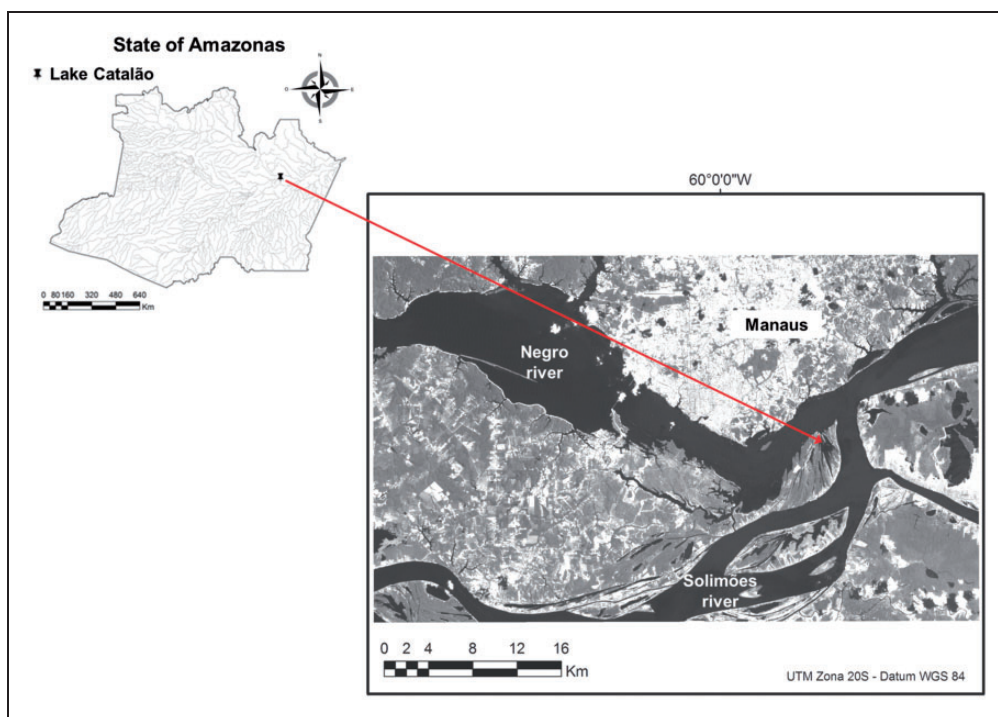 State of Amazonas
Lake Catalão
N
O
E
S
0 80 160 320 480 640
Km
60°0'0"W
Manaus
Negro
river
Solimões
river
0 2 4 8 12 16
Km
UTM Zona 20S - Datum WGS 84